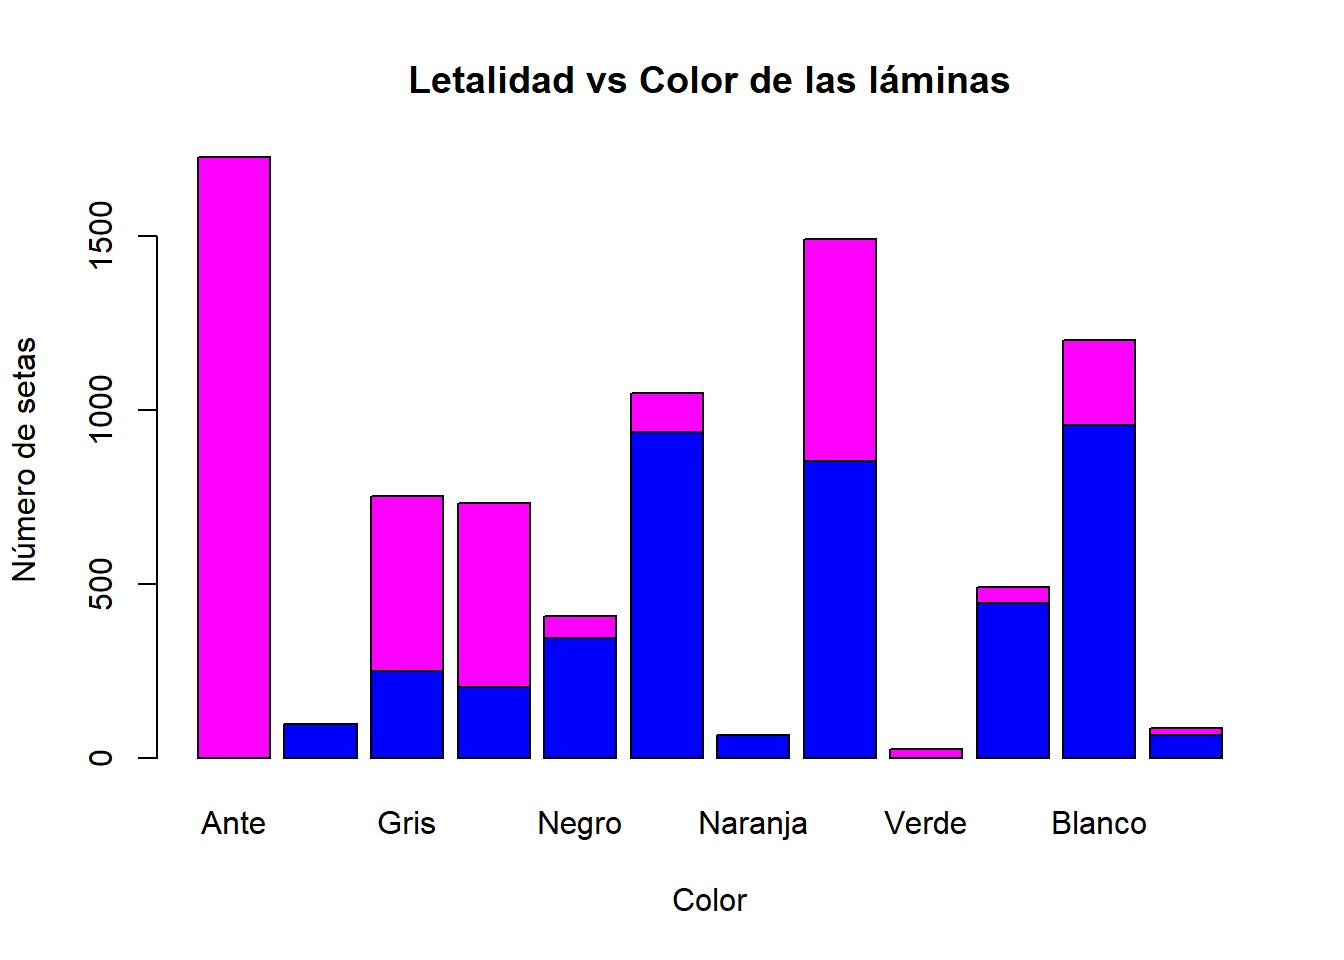 Letalidad vs Color de las láminas
Número de setas
1500
1000
500
0
Ante Gris Negro Naranja Verde Blanco
Color